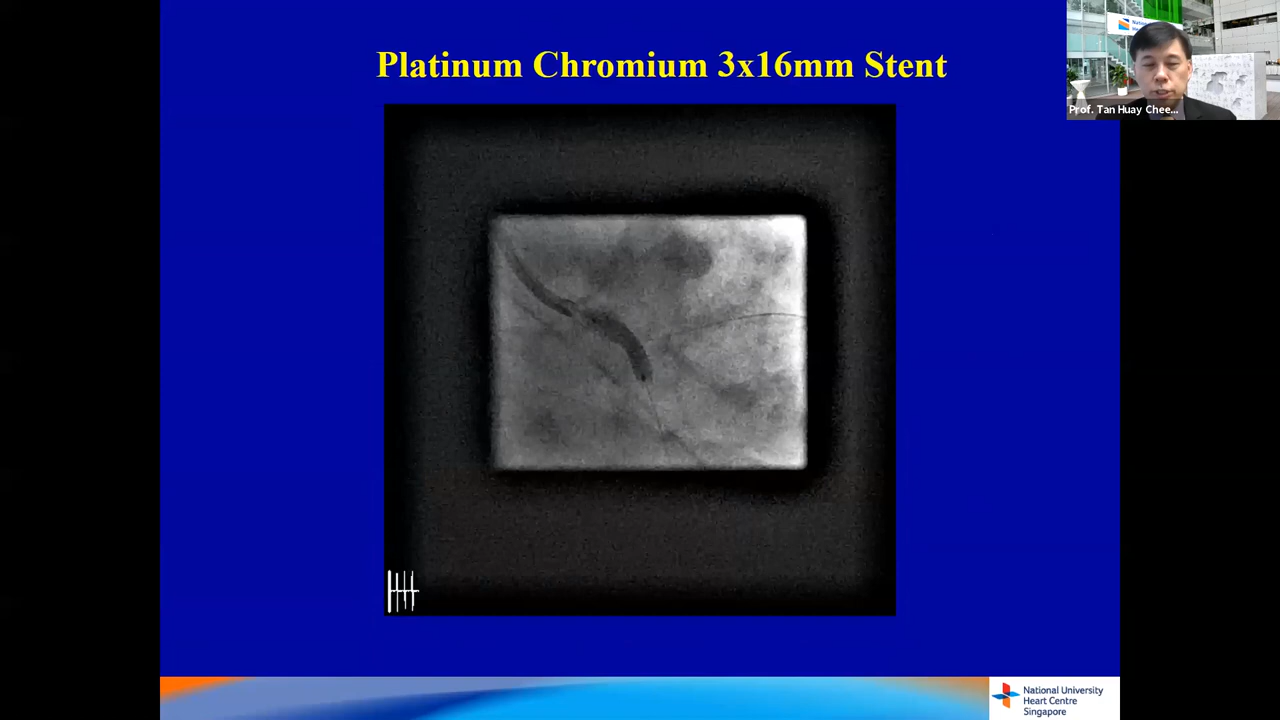 Platinum Chromium 3x16mm Stent
Prof. Tan Huay Chee...
National University
Heart Centre
Singapore